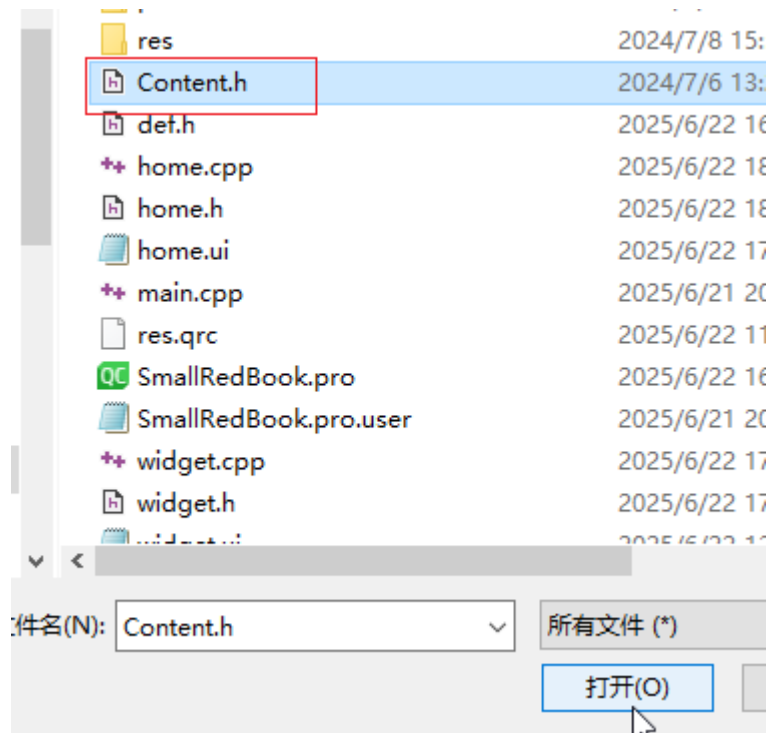 res 2024/7/8 15:
Content.h 2024/7/6 13:
def.h 2025/6/22 16
home.cpp 2025/6/22 18
home.h 2025/6/22 18
home.ui 2025/6/22 17
main.cpp 2025/6/21 20
res.qrc 2025/6/22 11
QC SmallRedBook.pro 2025/6/22 16
SmallRedBook.pro.user 2025/6/21 20
widget.cpp 2025/6/22 17
widget.h 2025/6/22 17
件名(N): Content.h 所有文件 (*)
打开(O)